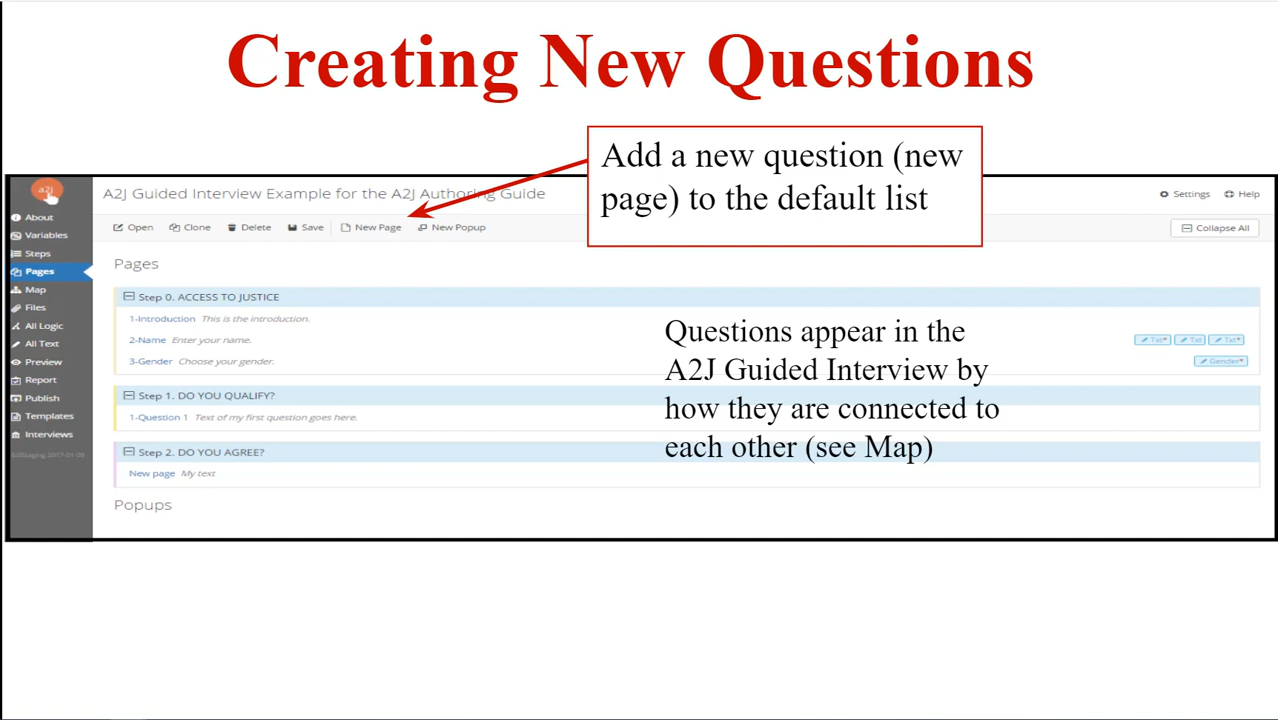 Creating New Questions
Add a new question (new
page) to the default list
a2j
A2J Guided Interview Example for the A2J Authoring Guide
Settings
Help
About
Variables
Steps
Pages
Map
Files
All Logic
All Text
Preview
Report
Publish
Templates
Interviews
Open
Clone
Delete
Save
New Page
New Popup
Collapse All
Pages
Step 0. ACCESS TO JUSTICE
1-Introduction This is the introduction.
2-Name Enter your name.
Txt* Txt Txt*
3-Gender Choose your gender.
Gender*
Step 1. DO YOU QUALIFY?
1-Question 1 Text of my first question goes here.
Step 2. DO YOU AGREE?
New page My text
Popups
Questions appear in the
A2J Guided Interview by
how they are connected to
each other (see Map)